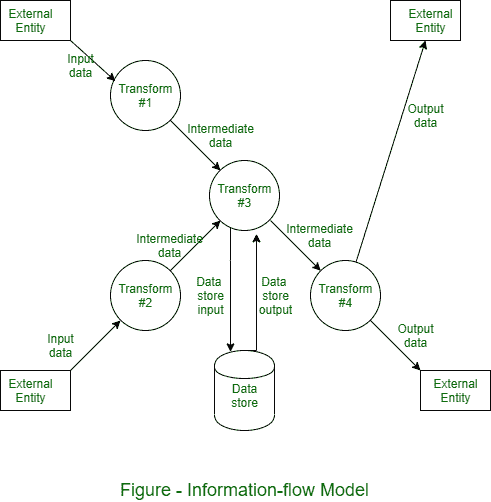 External
Entity
External
Entity
Input
data
Transform
#1
Output
data
Intermediate
data
Transform
#3
Intermediate
data
Intermediate
data
Transform
#2
Data
store
input
Data
store
output
Transform
#4
Input
data
Output
data
External
Entity
Data
store
External
Entity
Figure - Information-flow Model